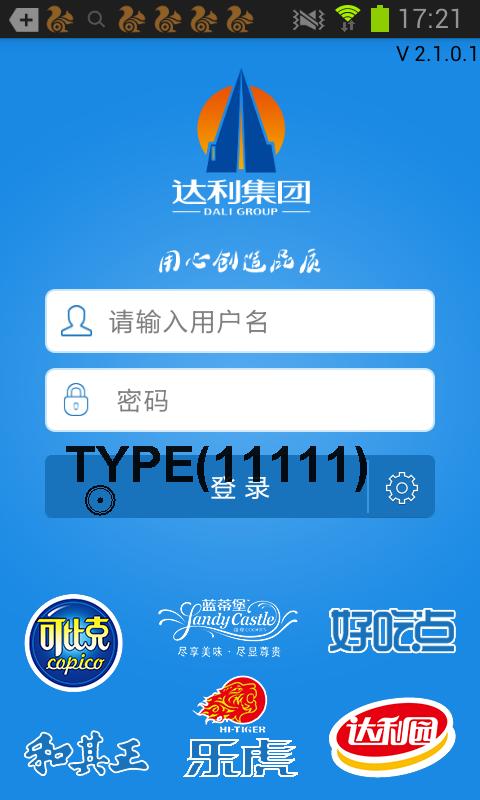 17:21
V 2.1.0.1
达利集团
DALI GROUP
用心创造品质
请输入用户名
密码
TYPE(11111)
登录
可比克
copico
蓝蒂堡
Landy Castle
尽享美味·尽显尊贵
好吃点
和其正
HI-TIGER
乐虎
达利园